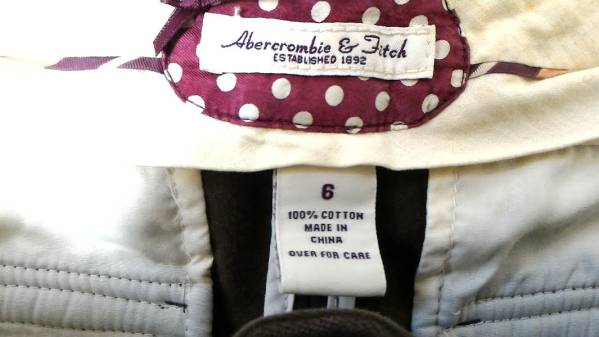 Abercrombie & Fitch
ESTABLISHED 1892
6
100% COTTON
MADE IN
CHINA
OVER FOR CARE